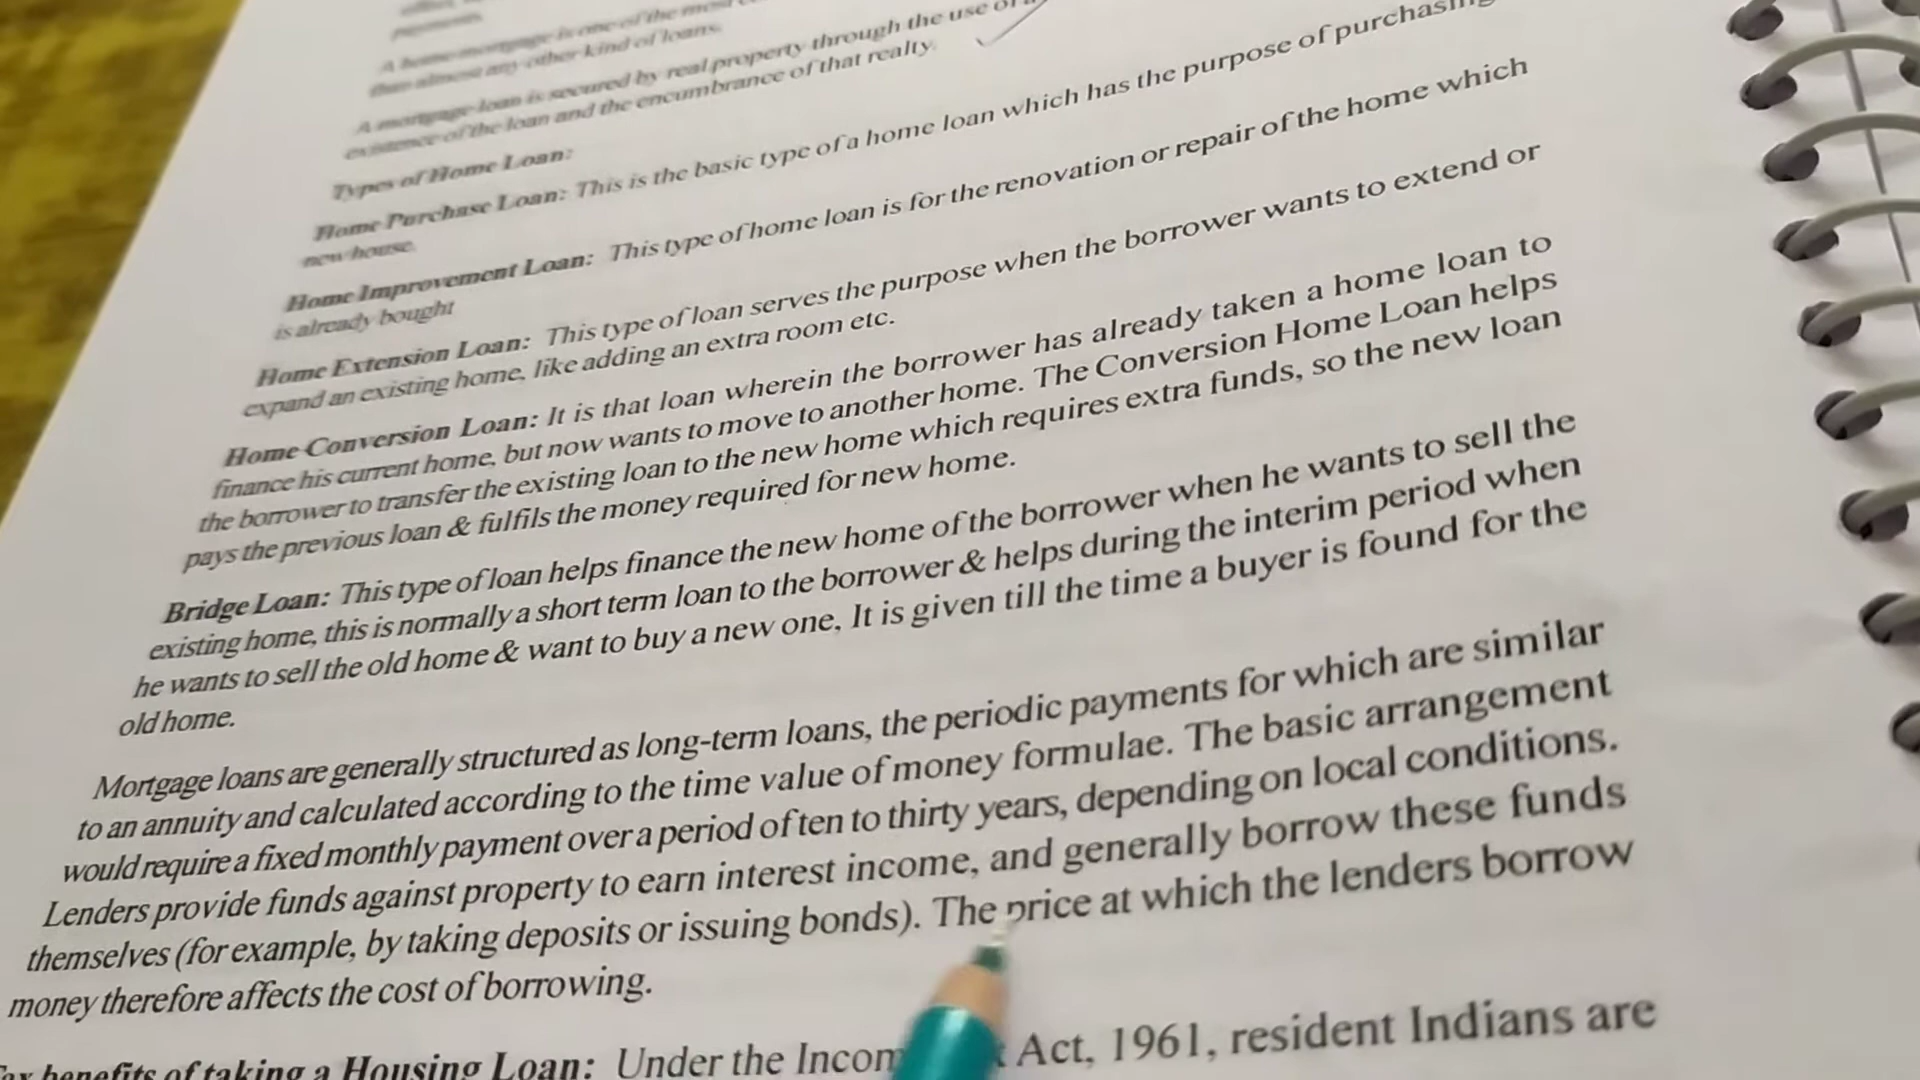 payments.
A home mortgage is one of the most
than almost any other kind of loans.
A mortgage loan is secured by real property through the use of
existence of the loan and the encumbrance of that realty.
Types of Home Loan:
Home Purchase Loan: This is the basic type of a home loan which has the purpose of purchasing
new house.
Home Improvement Loan: This type of home loan is for the renovation or repair of the home which
is already bought
Home Extension Loan: This type of loan serves the purpose when the borrower wants to extend or
expand an existing home, like adding an extra room etc.
Home Conversion Loan: It is that loan wherein the borrower has already taken a home loan to
finance his current home, but now wants to move to another home. The Conversion Home Loan helps
the borrower to transfer the existing loan to the new home which requires extra funds, so the new loan
pays the previous loan & fulfils the money required for new home.
Bridge Loan: This type of loan helps finance the new home of the borrower when he wants to sell the
existing home, this is normally a short term loan to the borrower & helps during the interim period when
he wants to sell the old home & want to buy a new one, It is given till the time a buyer is found for the
old home.
Mortgage loans are generally structured as long-term loans, the periodic payments for which are similar
to an annuity and calculated according to the time value of money formulae. The basic arrangement
would require a fixed monthly payment over a period of ten to thirty years, depending on local conditions.
Lenders provide funds against property to earn interest income, and generally borrow these funds
themselves (for example, by taking deposits or issuing bonds). The price at which the lenders borrow
money therefore affects the cost of borrowing.
benefits of taking a Housing Loan: Under the Act, 1961, resident Indians are